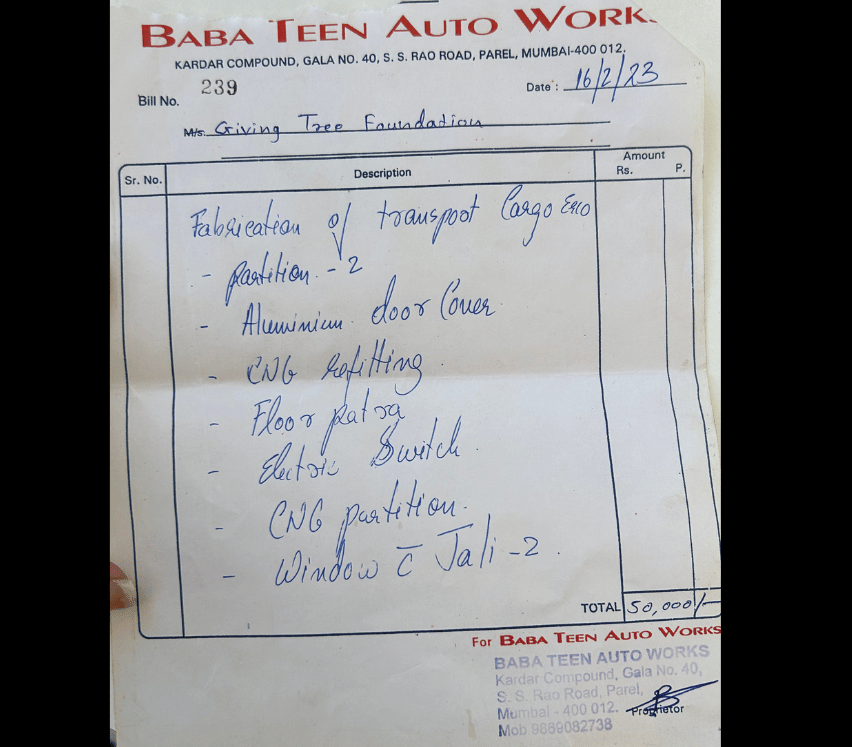 BABA TEEN AUTO WORKS
KARDAR COMPOUND, GALA NO. 40, S. S. RAO ROAD, PAREL, MUMBAI-400 012.
Bill No. 239 Date : 16/2/23
M/s. Giving Tree Foundation
Sr. No. Description Amount
Rs. P.
Fabrication of transpoot Cargo
- partition - 2
- Aluminium door Cover
- CNG refitting
- Floor patra
- Electric Switch
- CNG partition.
- Window c̄ Jali - 2
TOTAL 50,000/-
For BABA TEEN AUTO WORKS
BABA TEEN AUTO WORKS
Kardar Compound, Gala No. 40,
S. S. Rao Road, Parel,
Mumbai - 400 012.
Proprietor
Mob 9869082738